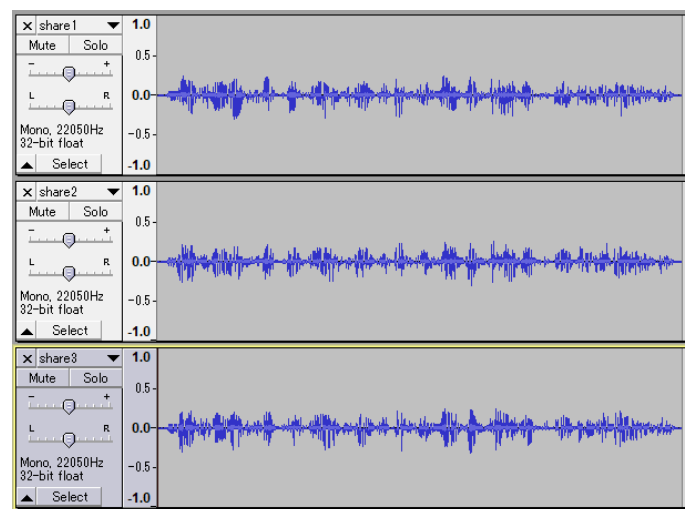 × share1 ▼ 1.0
Mute Solo
0.5-
- +
0.0-
L R
Mono, 22050Hz
-0.5-
32-bit float
▲ Select -1.0
× share2 ▼ 1.0
Mute Solo
0.5-
- +
0.0-
L R
Mono, 22050Hz
-0.5-
32-bit float
▲ Select -1.0
× share3 ▼ 1.0
Mute Solo
0.5-
- +
0.0-
L R
Mono, 22050Hz
-0.5-
32-bit float
▲ Select -1.0